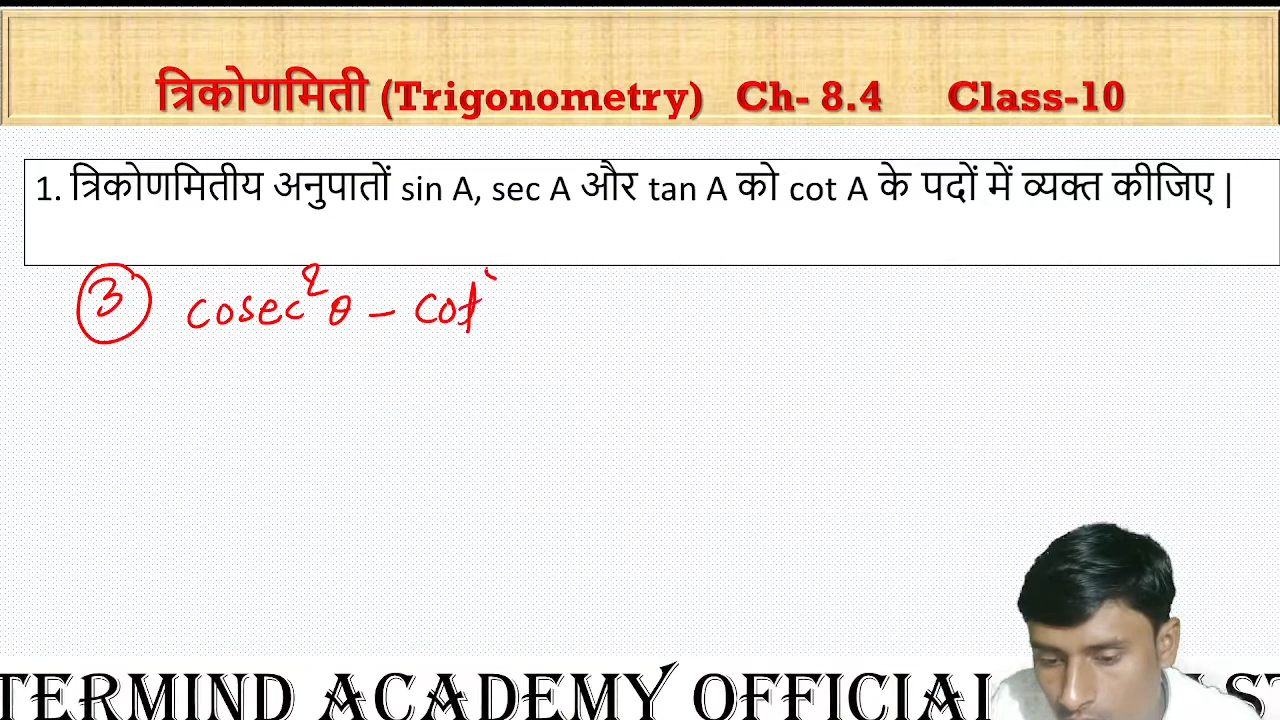 त्रिकोणमिती (Trigonometry) Ch- 8.4 Class-10
1. त्रिकोणमितीय अनुपातों sin A, sec A और tan A को cot A के पदों में व्यक्त कीजिए |
3 cosec²θ - cot
TERMIND ACADEMY OFFICIAL